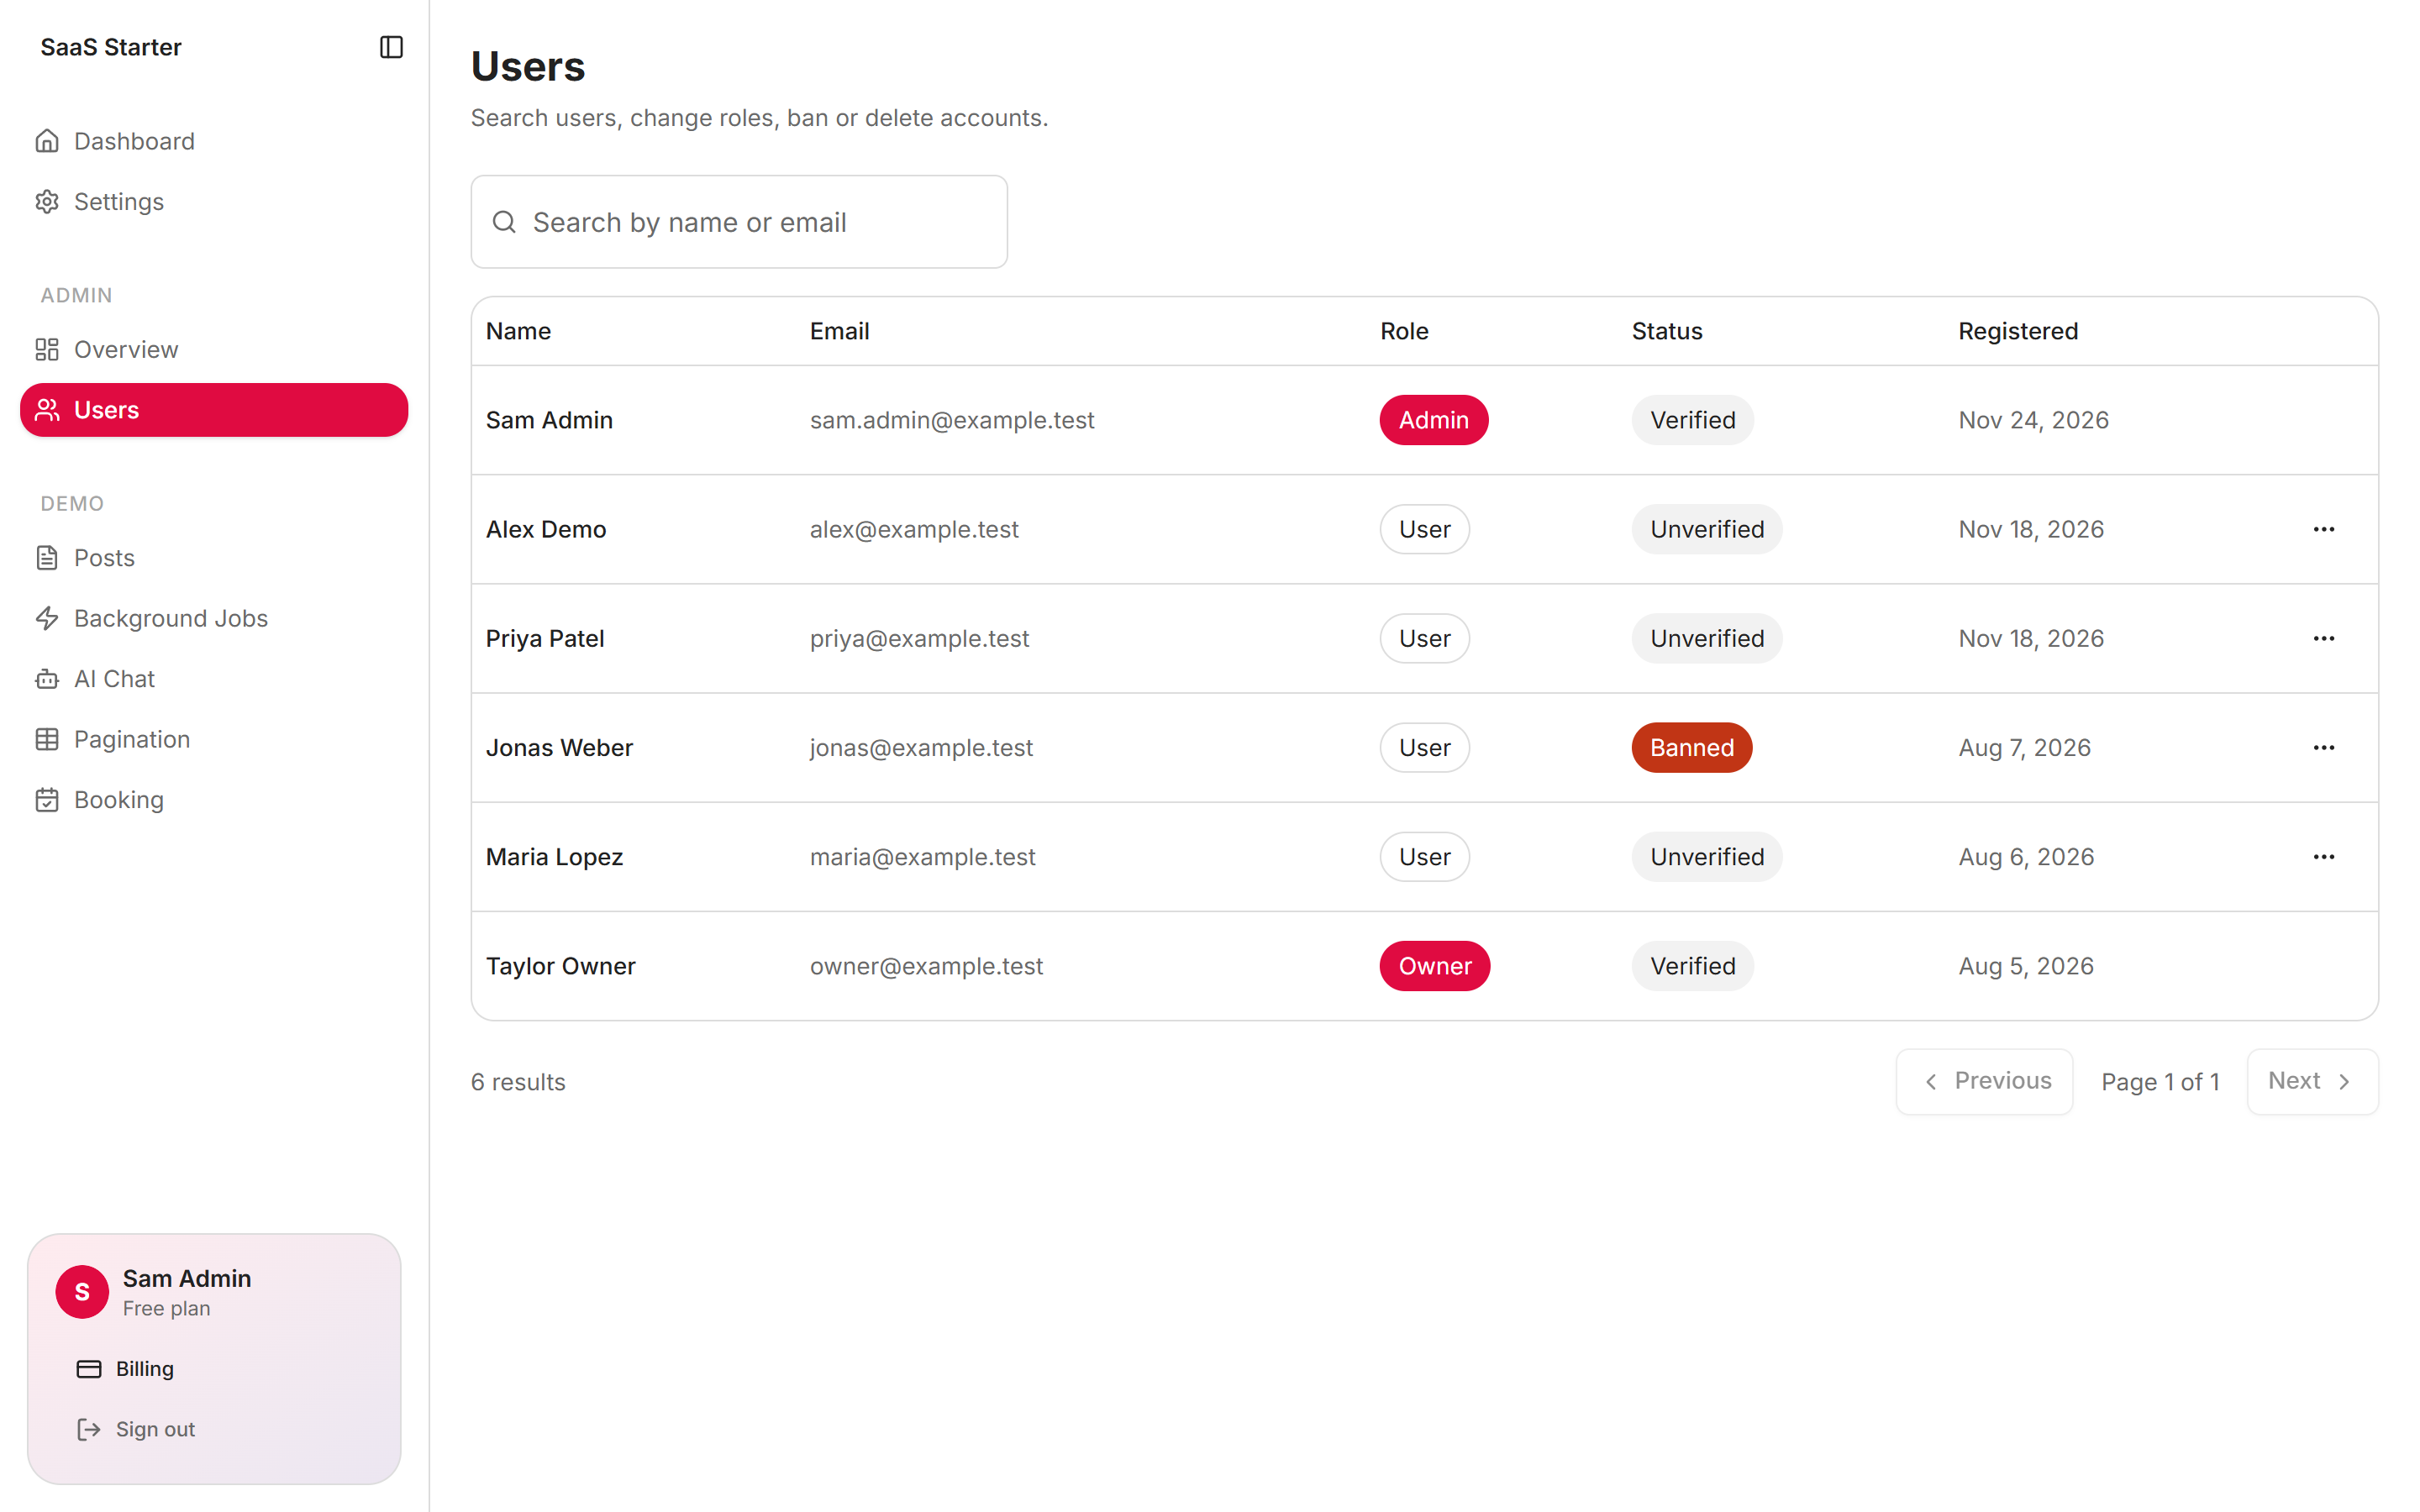 SaaS Starter
Dashboard
Settings
ADMIN
Overview
Users
DEMO
Posts
Background Jobs
AI Chat
Pagination
Booking
S
Sam Admin
Free plan
Billing
Sign out
Users
Search users, change roles, ban or delete accounts.
Search by name or email
Name Email Role Status Registered
Sam Admin sam.admin@example.test Admin Verified Nov 24, 2026
Alex Demo alex@example.test User Unverified Nov 18, 2026
Priya Patel priya@example.test User Unverified Nov 18, 2026
Jonas Weber jonas@example.test User Banned Aug 7, 2026
Maria Lopez maria@example.test User Unverified Aug 6, 2026
Taylor Owner owner@example.test Owner Verified Aug 5, 2026
6 results Previous Page 1 of 1 Next